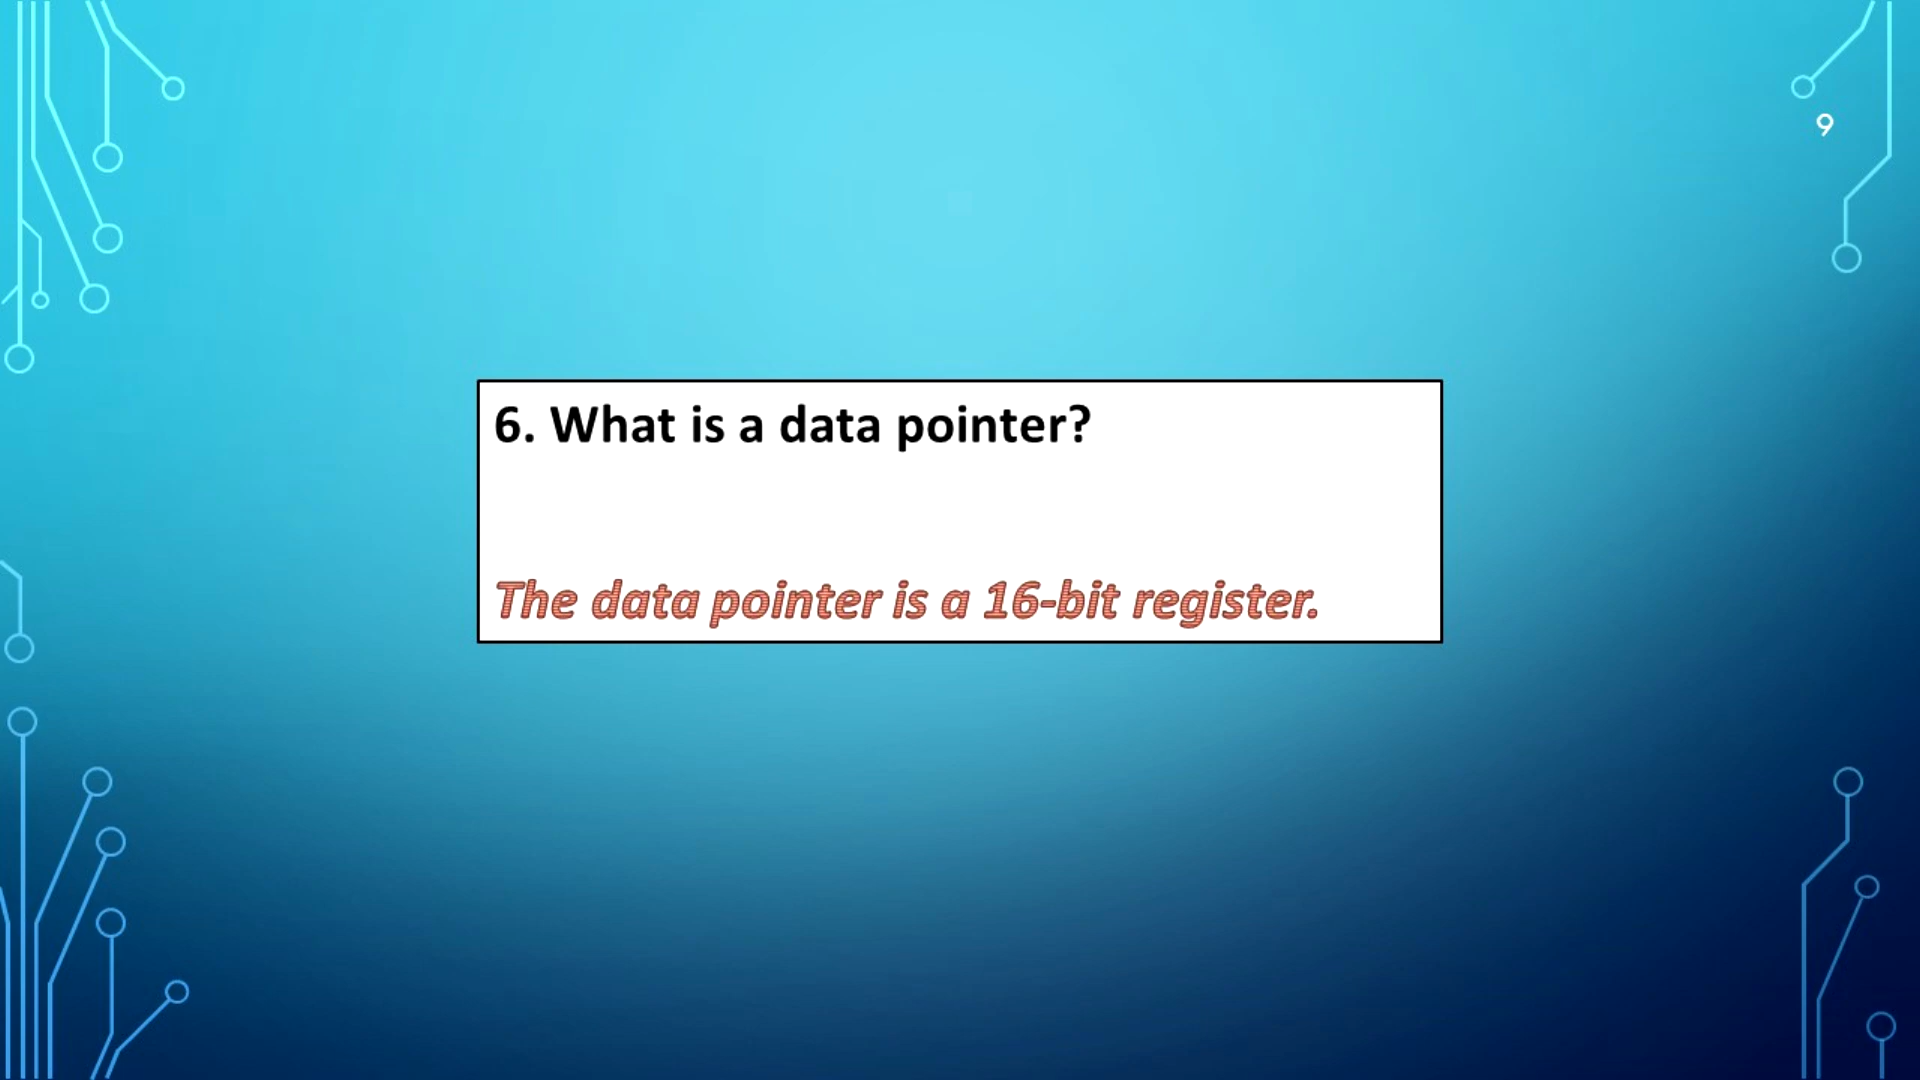 9
6. What is a data pointer?
The data pointer is a 16-bit register.